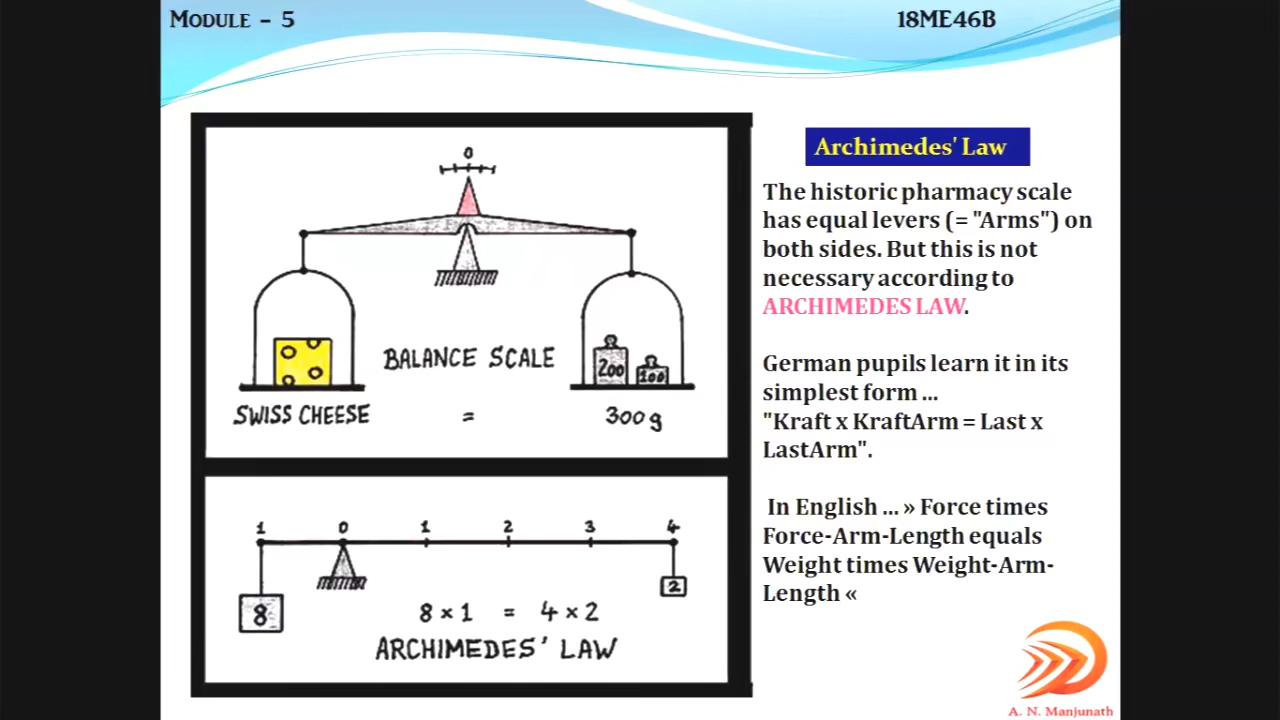 MODULE – 5
18ME46B
0
BALANCE SCALE
200
100
SWISS CHEESE
=
300g
1 0 1 2 3 4
8
2
8 × 1 = 4 × 2
ARCHIMEDES' LAW
Archimedes' Law
The historic pharmacy scale
has equal levers (= "Arms") on
both sides. But this is not
necessary according to
ARCHIMEDES LAW.
German pupils learn it in its
simplest form ...
"Kraft x KraftArm = Last x
LastArm".
In English ... » Force times
Force-Arm-Length equals
Weight times Weight-Arm-
Length «
A. N. Manjunath